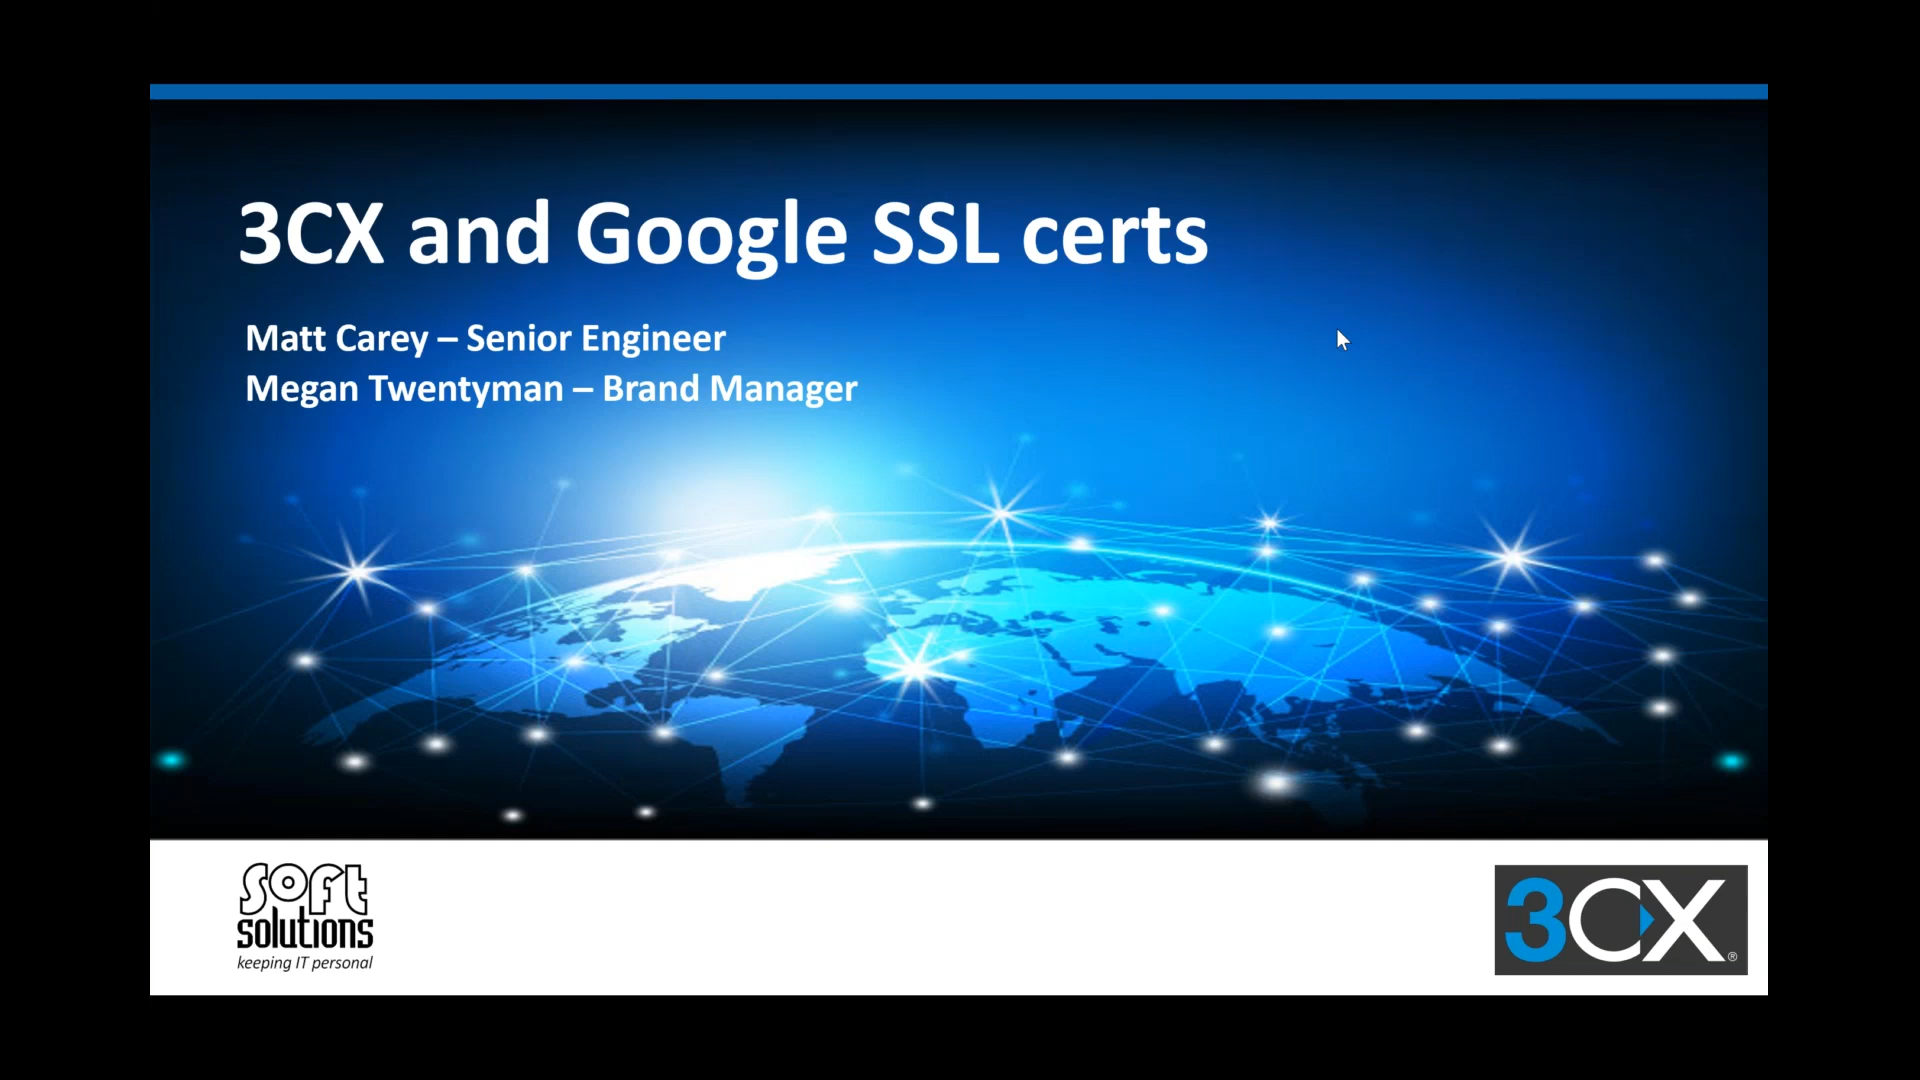 3CX and Google SSL certs
Matt Carey – Senior Engineer
Megan Twentyman – Brand Manager
soft
solutions
keeping IT personal
3CX®